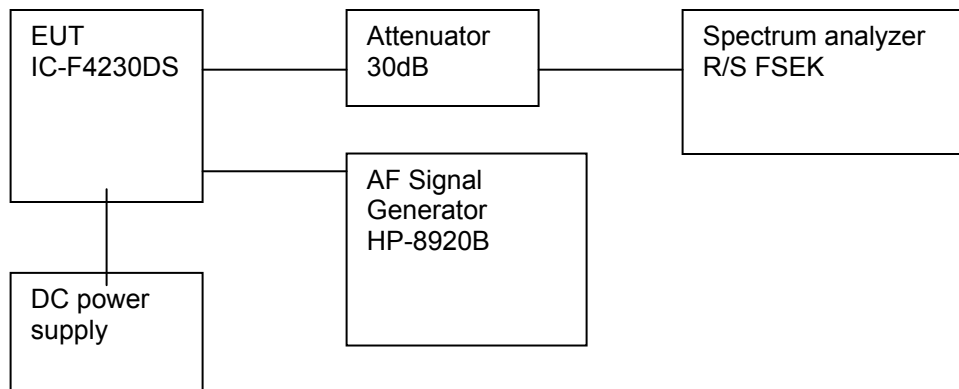 EUT
IC-F4230DS
Attenuator
30dB
Spectrum analyzer
R/S FSEK
AF Signal
Generator
HP-8920B
DC power
supply